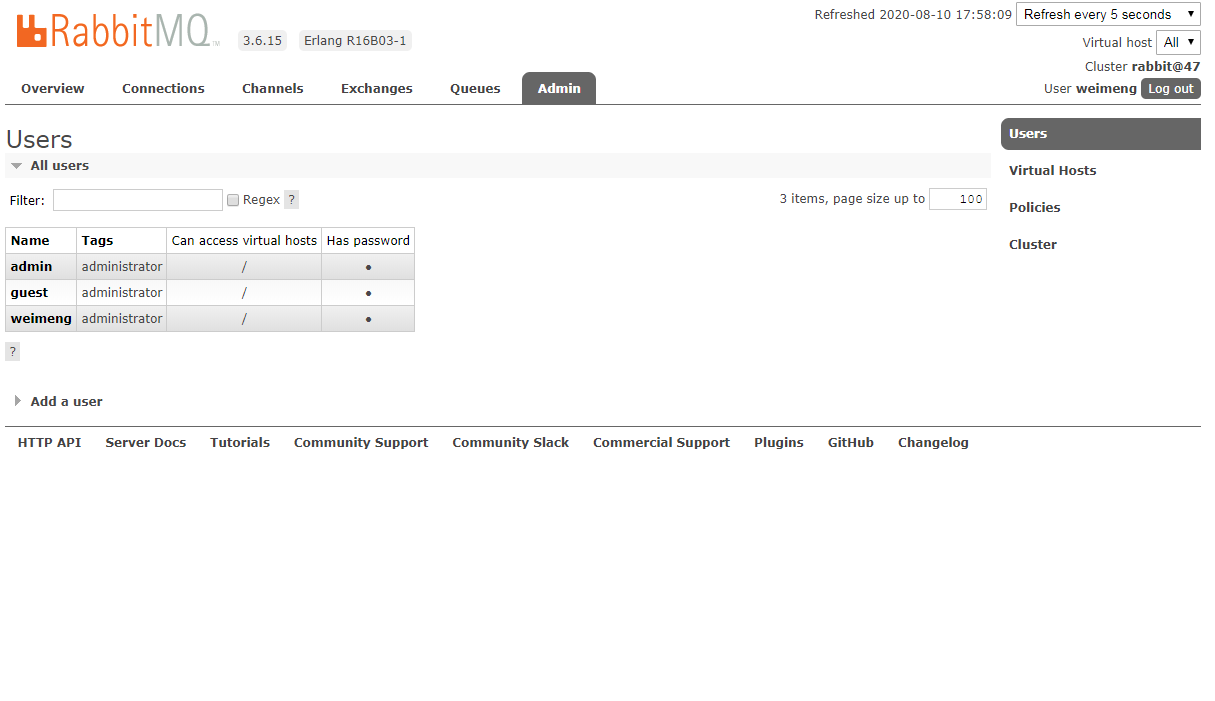 RabbitMQ TM 3.6.15 Erlang R16B03-1
Refreshed 2020-08-10 17:58:09 Refresh every 5 seconds
Virtual host All
Cluster rabbit@47
User weimeng Log out
Overview Connections Channels Exchanges Queues Admin
Users
All users
Filter: Regex ? 3 items, page size up to 100
Name Tags Can access virtual hosts Has password
admin administrator / ●
guest administrator / ●
weimeng administrator / ●
?
Add a user
Users
Virtual Hosts
Policies
Cluster
HTTP API Server Docs Tutorials Community Support Community Slack Commercial Support Plugins GitHub Changelog